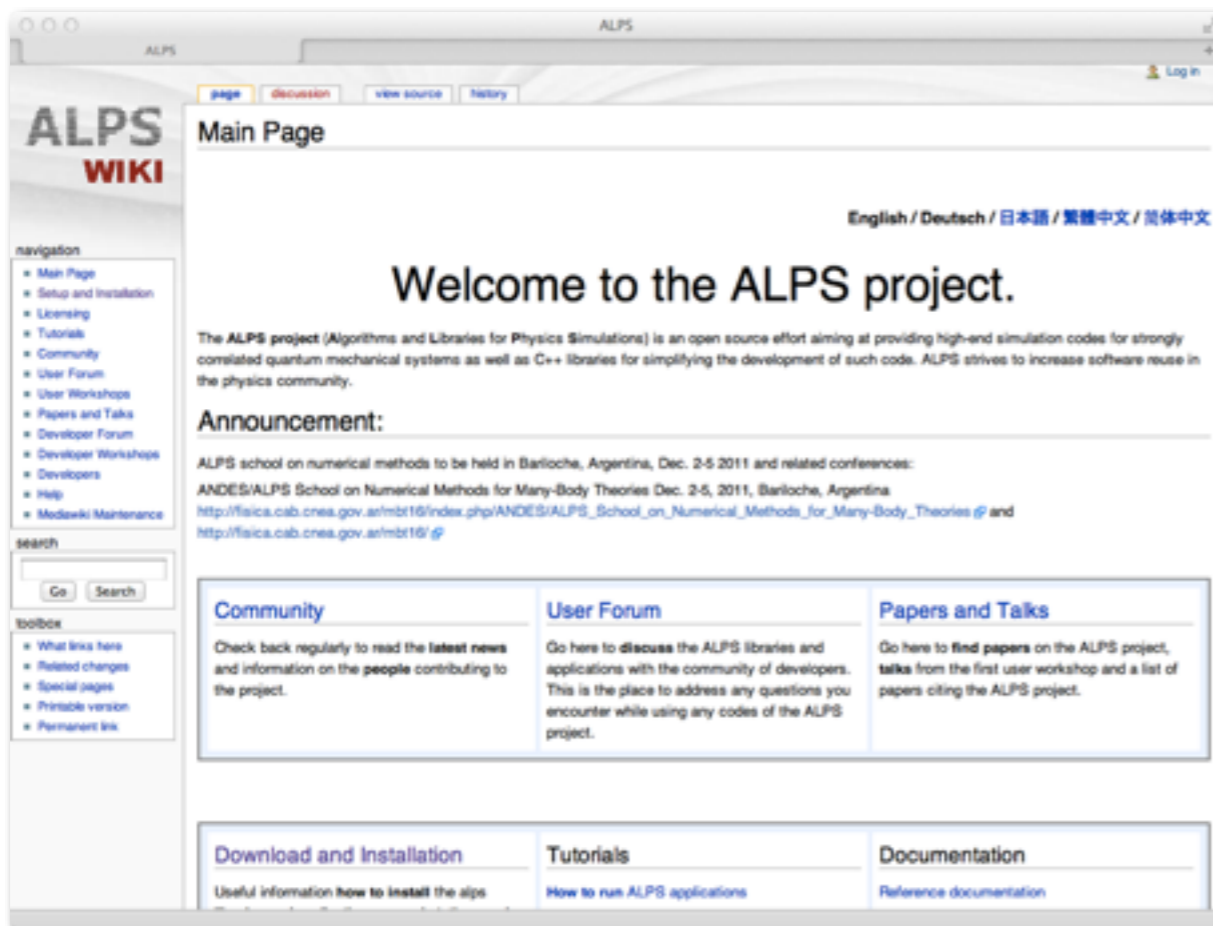 ALPS
ALPS
Log in
page discussion view source history
ALPS
WIKI
Main Page
English / Deutsch / 日本語 / 繁體中文 / 简体中文
navigation
Main Page
Setup and Installation
Licensing
Tutorials
Community
User Forum
User Workshops
Papers and Talks
Developer Forum
Developer Workshops
Developers
Help
Mediawiki Maintenance
search
Go Search
toolbox
What links here
Related changes
Special pages
Printable version
Permanent link
Welcome to the ALPS project.
The ALPS project (Algorithms and Libraries for Physics Simulations) is an open source effort aiming at providing high-end simulation codes for strongly
correlated quantum mechanical systems as well as C++ libraries for simplifying the development of such code. ALPS strives to increase software reuse in
the physics community.
Announcement:
ALPS school on numerical methods to be held in Bariloche, Argentina, Dec. 2-5 2011 and related conferences:
ANDES/ALPS School on Numerical Methods for Many-Body Theories Dec. 2-5, 2011, Bariloche, Argentina
http://fisica.cab.cnea.gov.ar/mbt16/index.php/ANDES/ALPS_School_on_Numerical_Methods_for_Many-Body_Theories and
http://fisica.cab.cnea.gov.ar/mbt16/
Community
Check back regularly to read the latest news
and information on the people contributing to
the project.
User Forum
Go here to discuss the ALPS libraries and
applications with the community of developers.
This is the place to address any questions you
encounter while using any codes of the ALPS
project.
Papers and Talks
Go here to find papers on the ALPS project,
talks from the first user workshop and a list of
papers citing the ALPS project.
Download and Installation
Useful information how to install the alps
Tutorials
How to run ALPS applications
Documentation
Reference documentation